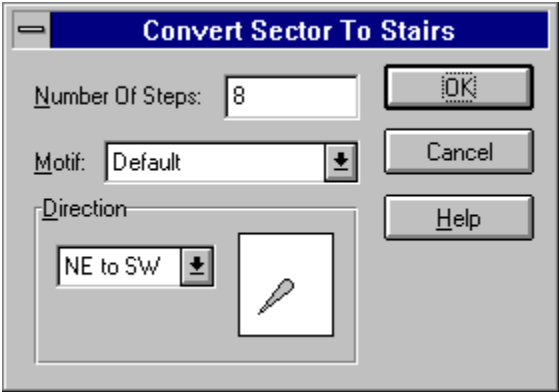 Convert Sector To Stairs
Number Of Steps: 8
OK
Motif: Default
Cancel
Direction
Help
NE to SW